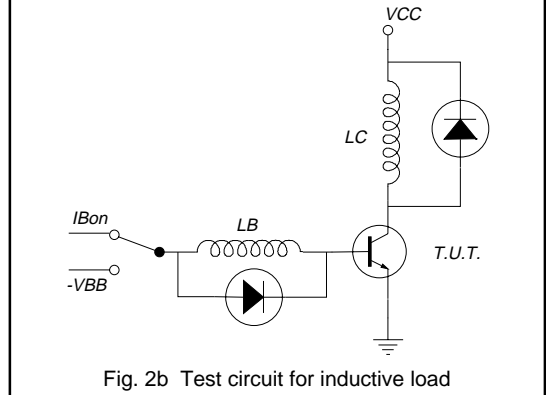 VCC
LC
IBon
LB
T.U.T.
-VBB
Fig. 2b Test circuit for inductive load